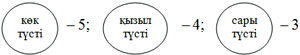 көк түсті – 5; қызыл түсті – 4; сары түсті – 3